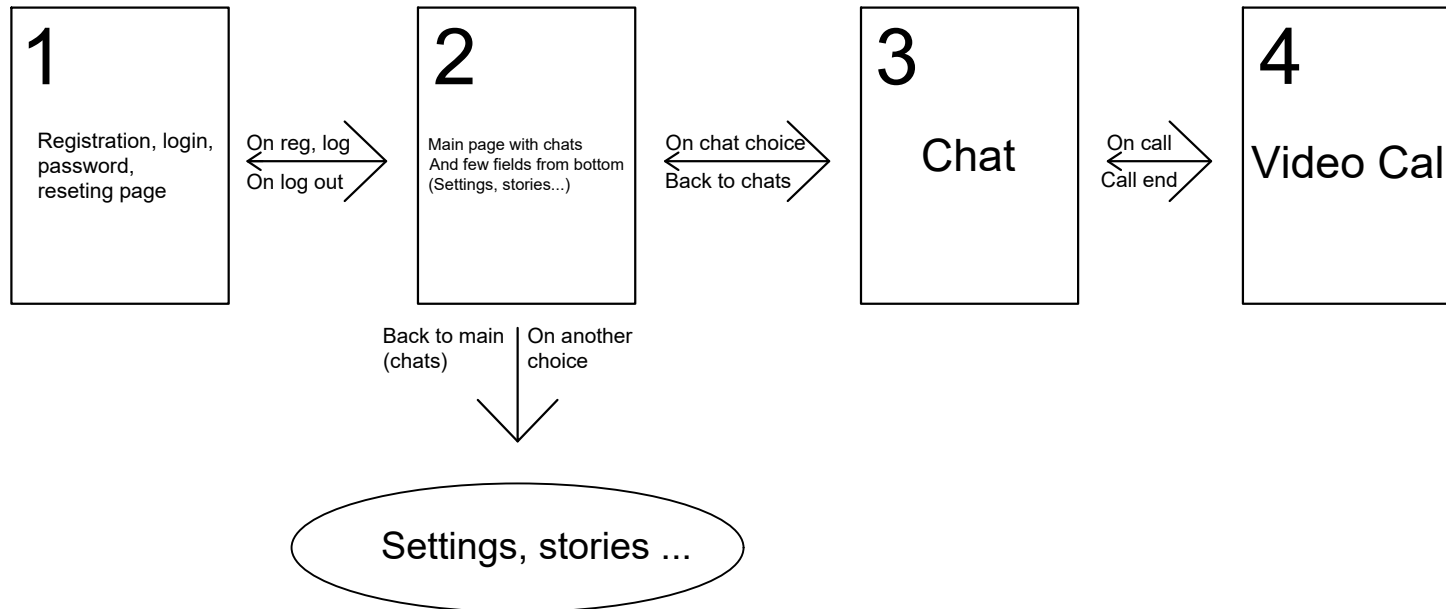 1
Registration, login,
password,
reseting page
On reg, log
On log out
2
Main page with chats
And few fields from bottom
(Settings, stories...)
On chat choice
Back to chats
3
Chat
On call
Call end
4
Video Cal
Back to main
(chats)
On another
choice
Settings, stories ...